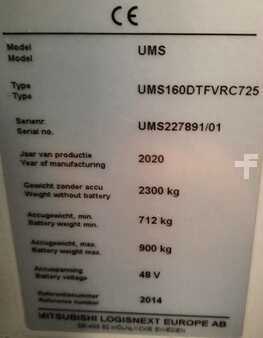 CE
Model UMS
Model
Type UMS160DTFVRC725
Type
Serienr. UMS227891/01
Serial no.
Jaar van productie 2020
Year of manufacturing
Gewicht zonder accu 2300 kg
Weight without battery
Accugewicht, min. 712 kg
Battery weight min.
Accugewicht, max. 900 kg
Battery weight max.
Accuspanning 48 V
Battery voltage
Referentienummer 2014
Reference number
MITSUBISHI LOGISNEXT EUROPE AB
SWEDEN